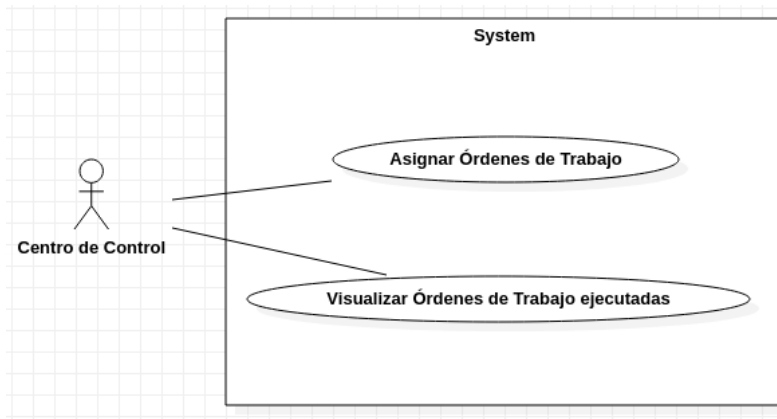 System
Asignar Órdenes de Trabajo
Centro de Control
Visualizar Órdenes de Trabajo ejecutadas